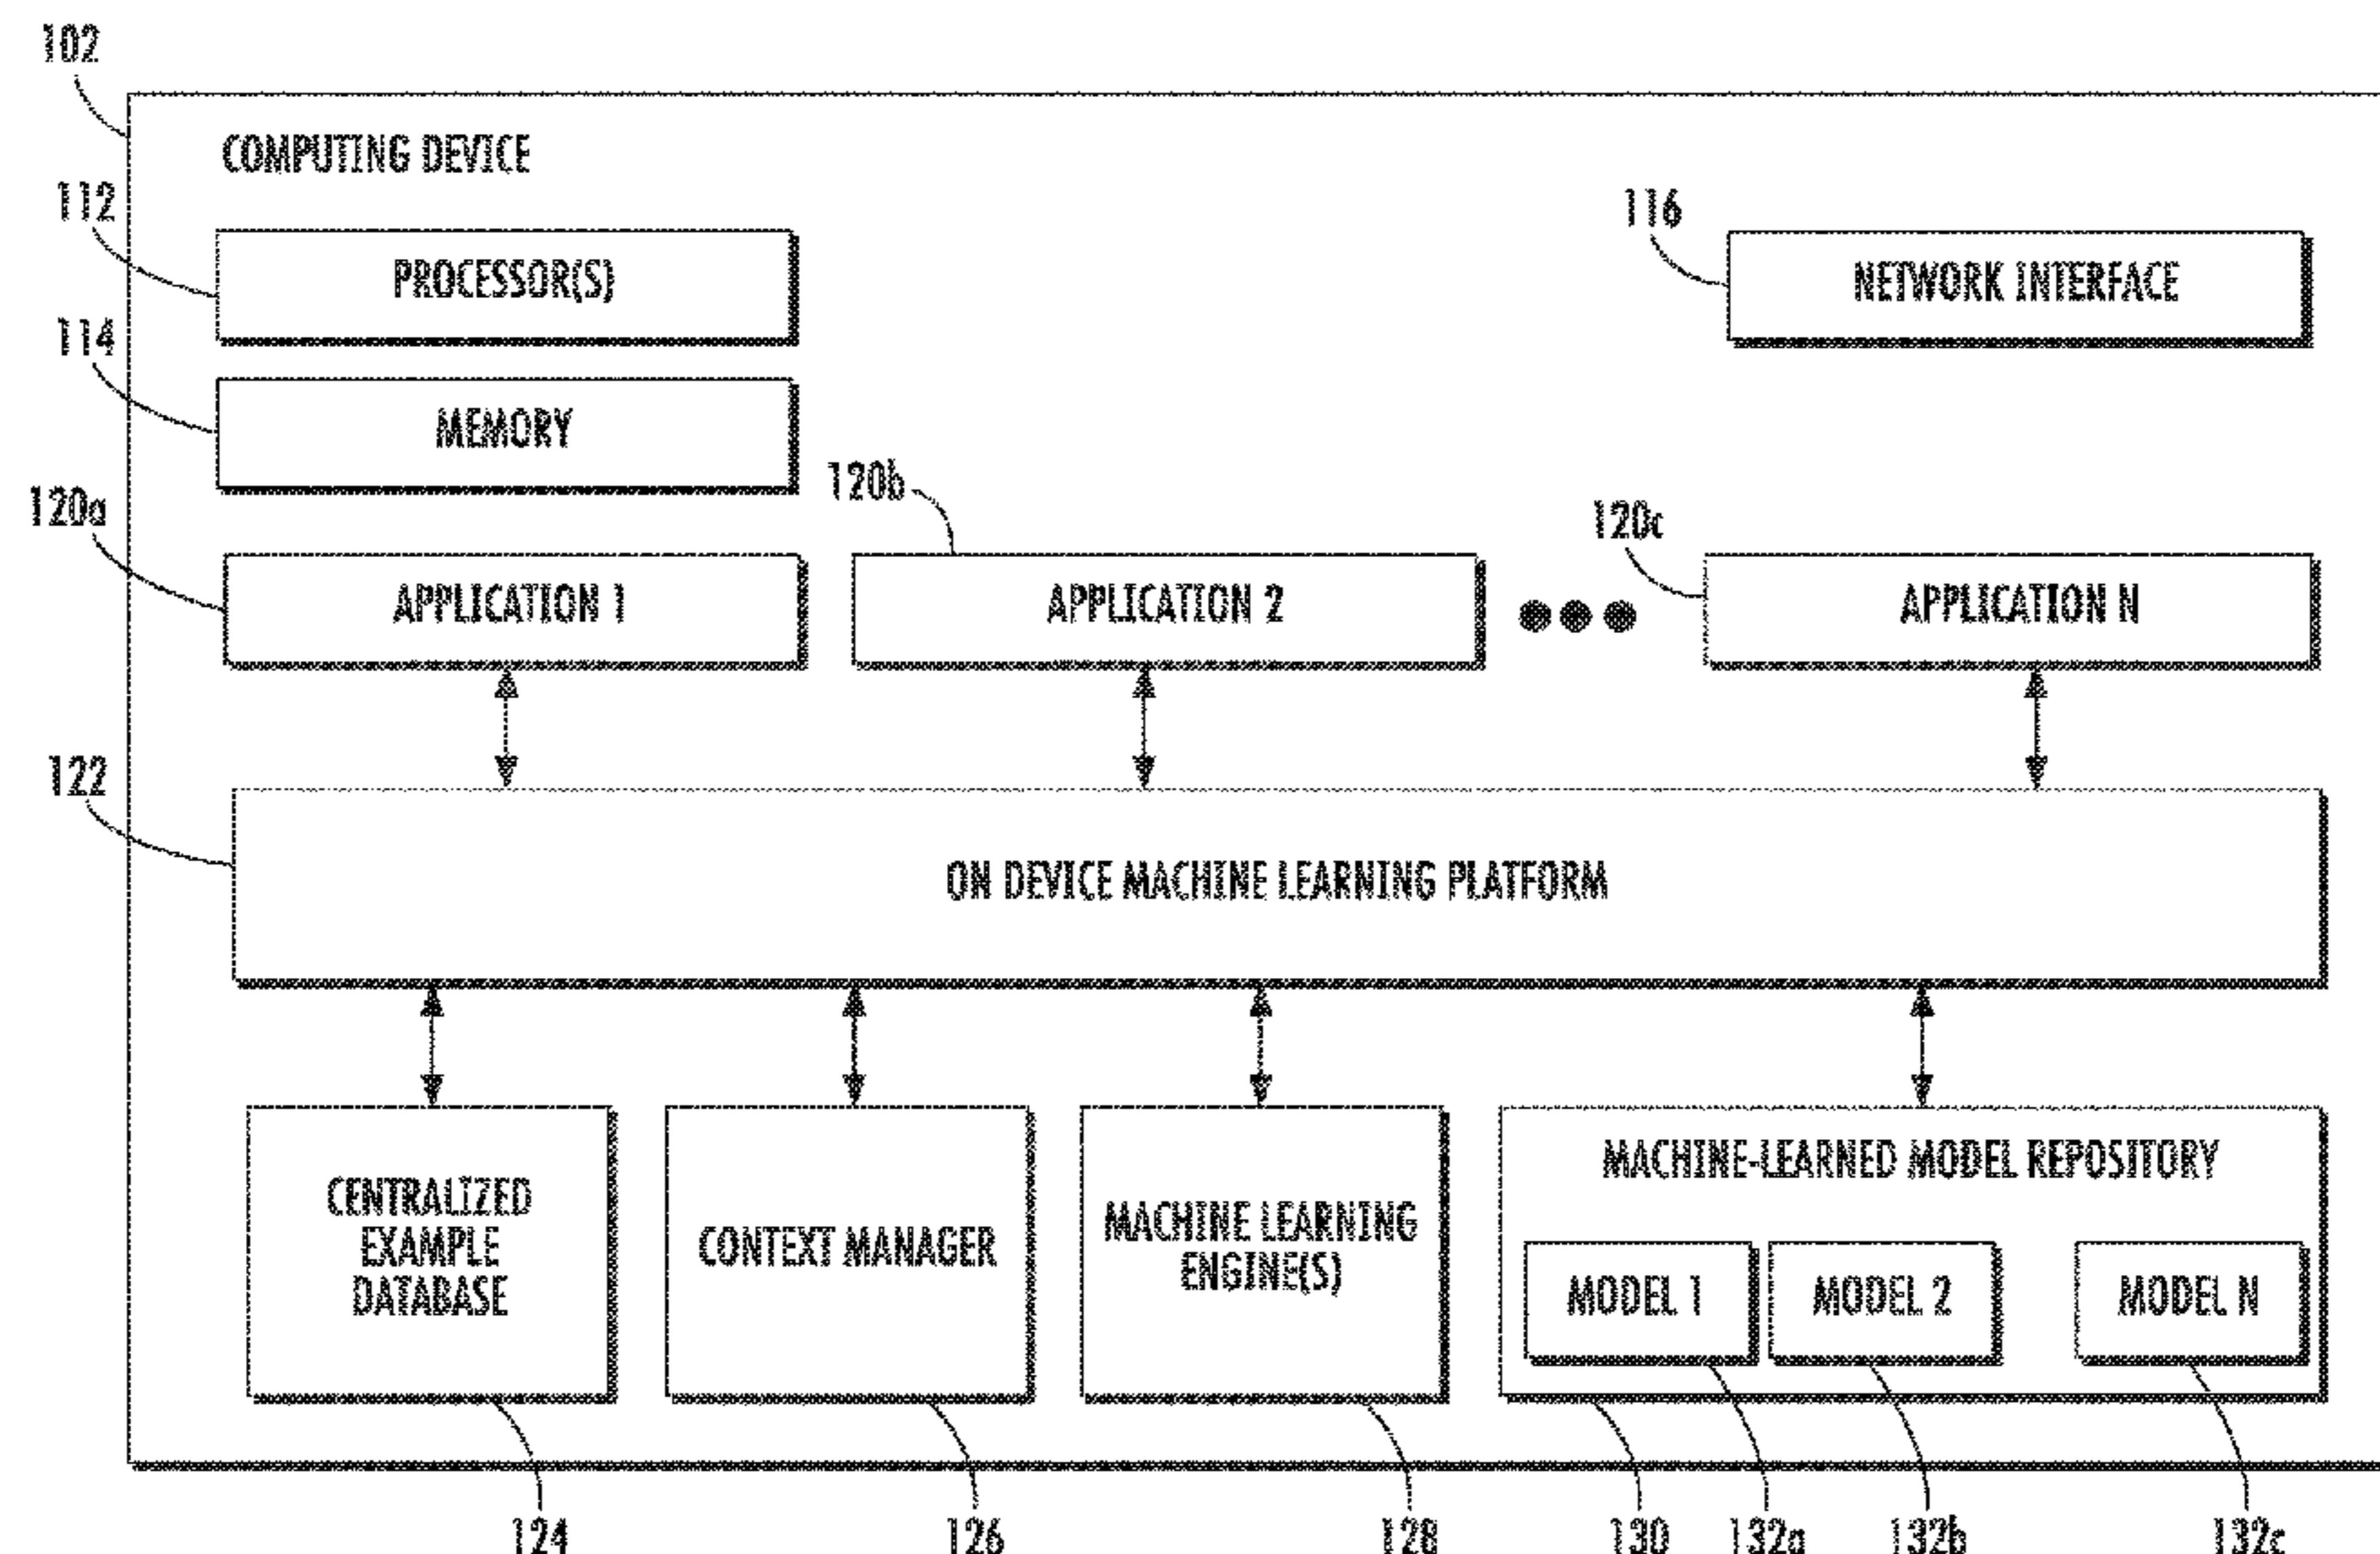 102
COMPUTING DEVICE
112
116
PROCESSOR(S)
NETWORK INTERFACE
114
MEMORY
120a
120b
120c
APPLICATION 1
APPLICATION 2
APPLICATION N
122
ON DEVICE MACHINE LEARNING PLATFORM
CENTRALIZED
EXAMPLE
DATABASE
CONTEXT MANAGER
MACHINE LEARNING
ENGINE(S)
MACHINE-LEARNED MODEL REPOSITORY
MODEL 1
MODEL 2
MODEL N
124
126
128
130
132a
132b
132c